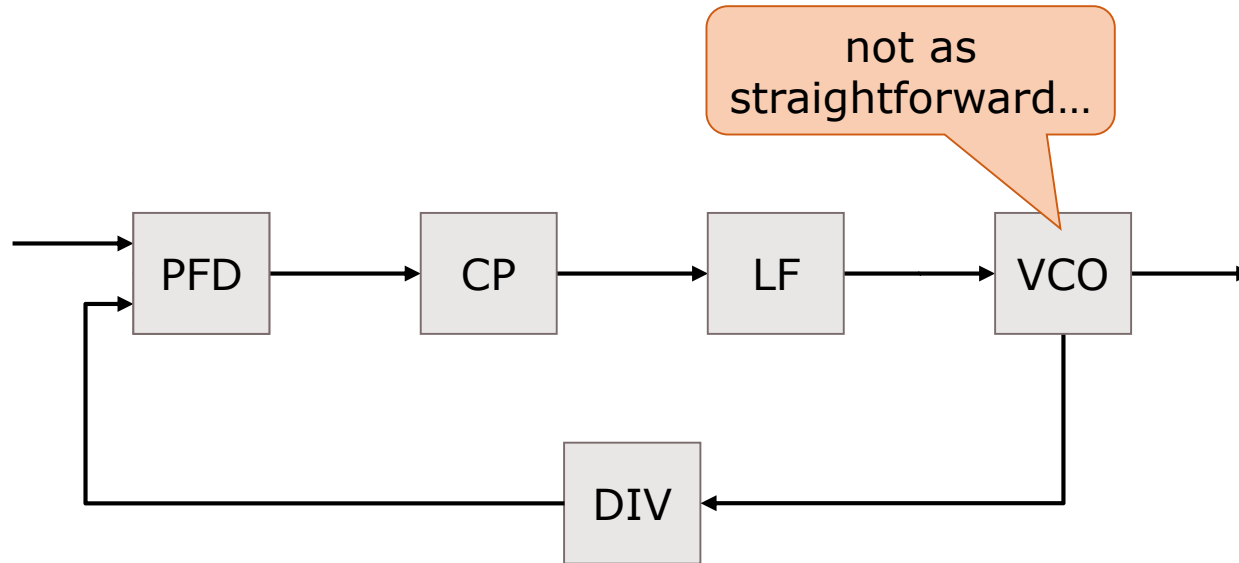 not as
straightforward…
PFD
CP
LF
VCO
DIV